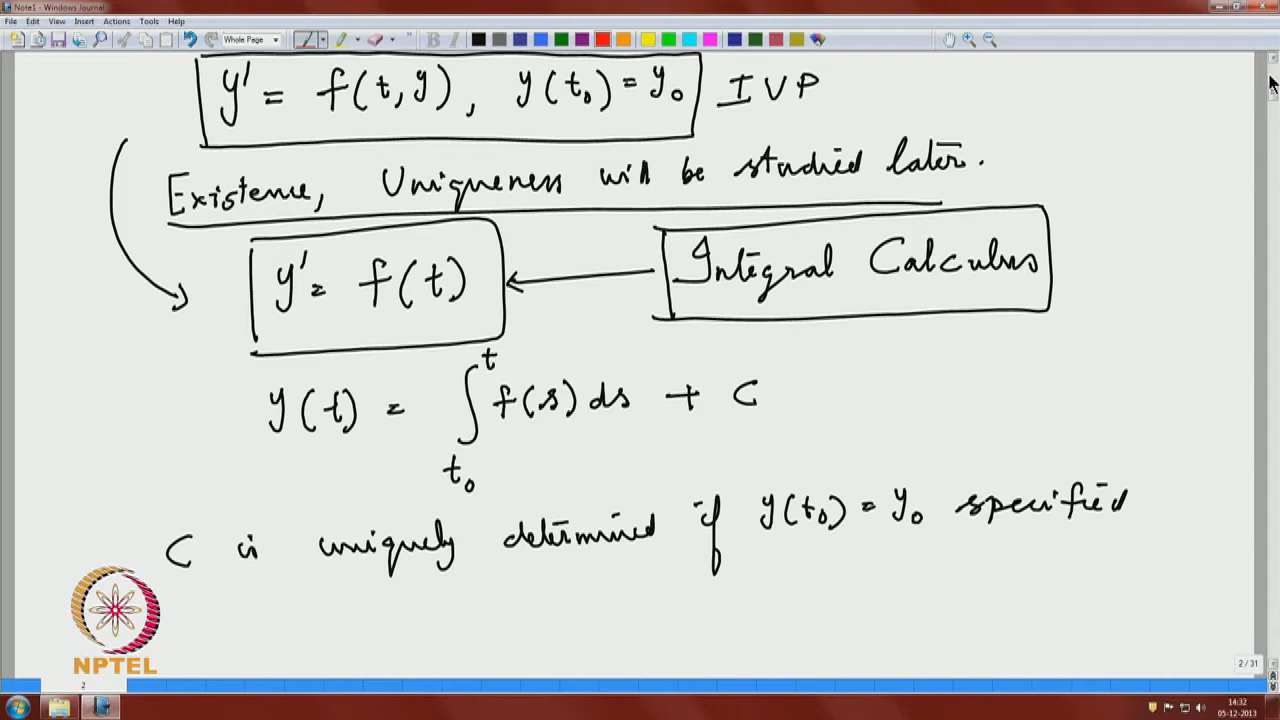 Note1 - Windows Journal
File Edit View Insert Actions Tools Help
Whole Page
B I
y' = f(t, y), y(t₀) = y₀ IVP
Existence, Uniqueness will be studied later.
y' = f(t) ← Integral Calculus
y(t) = ∫_{t₀}^{t} f(s) ds + C
C is uniquely determined if y(t₀) = y₀ specified
NPTEL
2 / 31
2
14:32
05-12-2013